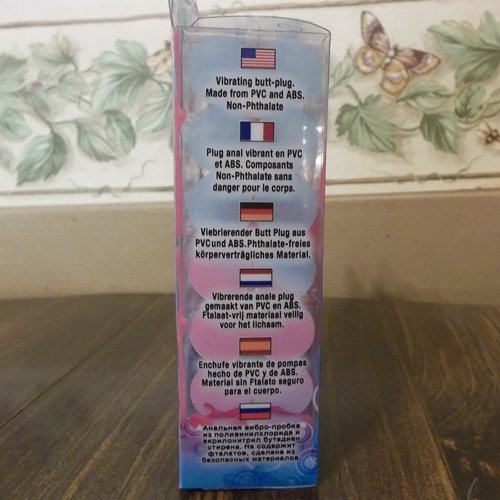 Vibrating butt-plug.
Made from PVC and ABS.
Non-Phthalate
Plug anal vibrant en PVC
et ABS. Composants
Non-Phthalate sans
danger pour le corps.
Viebrierender Butt Plug aus
PVCund ABS.Phthalate-freies
körperverträgliches Material.
Vibrerende anale plug
gemaakt van PVC en ABS.
Ftalaat-vrij materiaal veilig
voor het lichaam.
Enchufe vibrante de pompas
hecho de PVC y de ABS.
Material sin Ftalato seguro
para el cuerpo.
Анальная вибро-пробка
из поливинилхлорида и
акрилонитрил бутадиен
стирена. Не содержит
фталатов, сделана из
безопасных материалов.